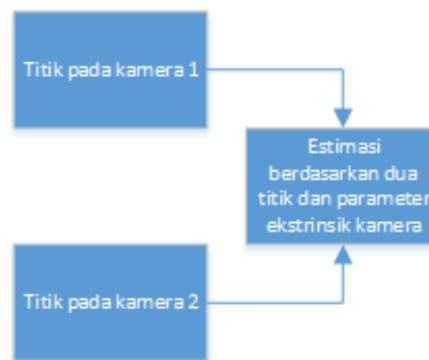 Titik pada kamera 1
Estimasi
berdasarkan dua
titik dan parameter
ekstrinsik kamera
Titik pada kamera 2